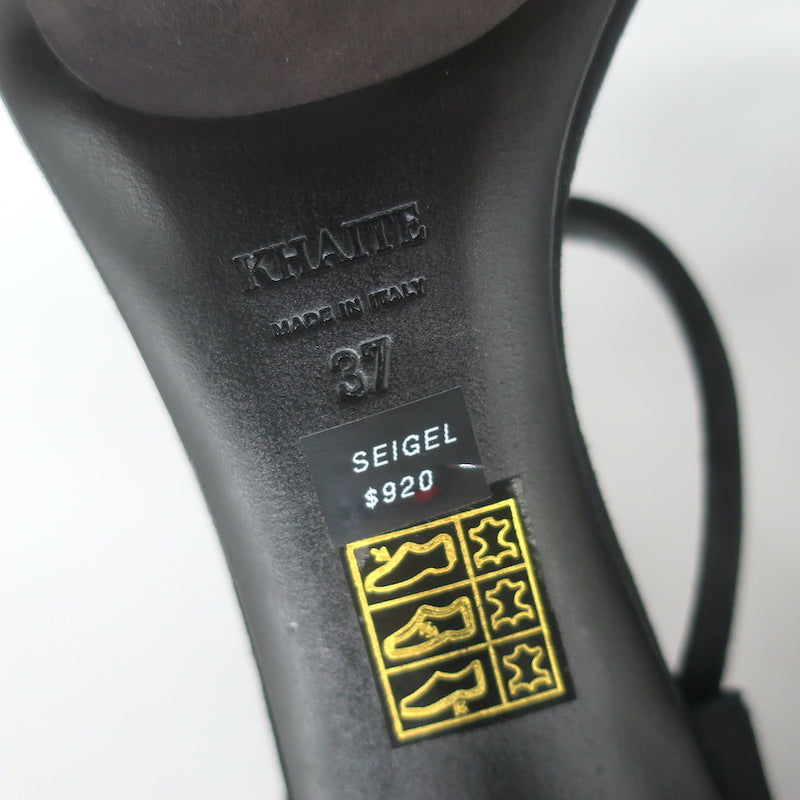 KHAITE
MADE IN ITALY
37
SEIGEL
$920